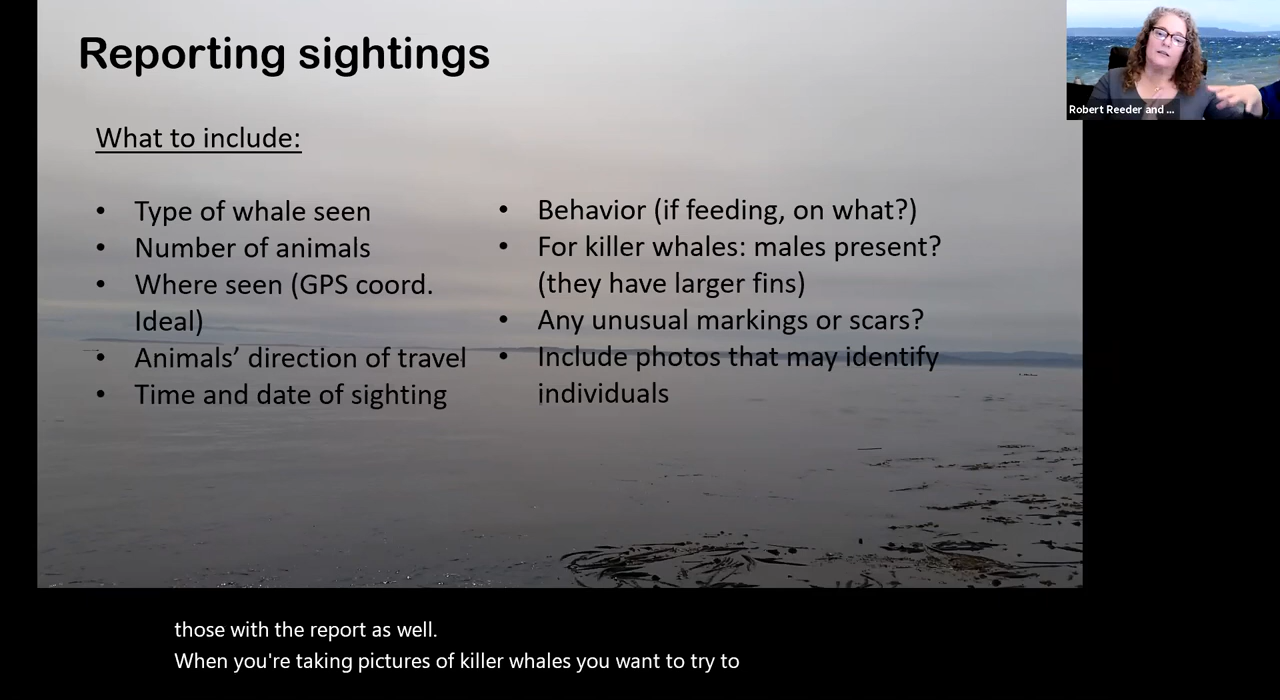 Reporting sightings
What to include:
• Type of whale seen
• Number of animals
• Where seen (GPS coord.
Ideal)
• Animals’ direction of travel
• Time and date of sighting
• Behavior (if feeding, on what?)
• For killer whales: males present?
(they have larger fins)
• Any unusual markings or scars?
• Include photos that may identify
individuals
Robert Reeder and ...
those with the report as well.
When you're taking pictures of killer whales you want to try to